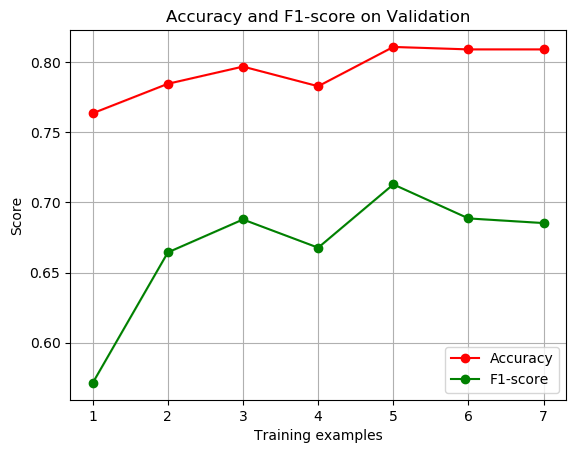 Accuracy and F1-score on Validation
Score
0.80
0.75
0.70
0.65
0.60
Accuracy
F1-score
1 2 3 4 5 6 7
Training examples